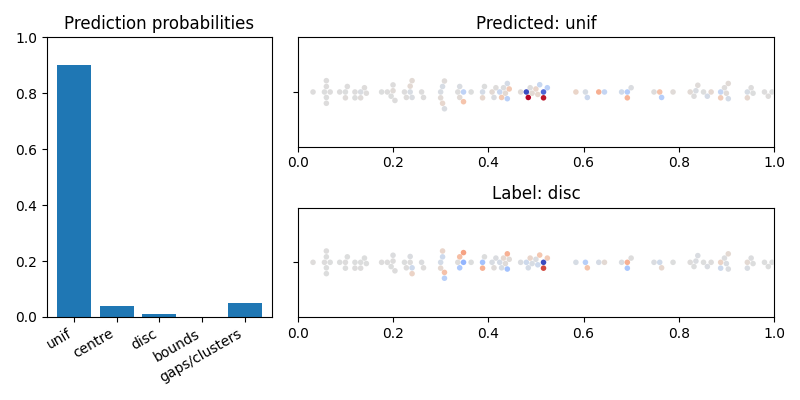 Prediction probabilities
1.0
0.8
0.6
0.4
0.2
0.0
unif
centre
disc
bounds
gaps/clusters
Predicted: unif
0.0 0.2 0.4 0.6 0.8 1.0
Label: disc
0.0 0.2 0.4 0.6 0.8 1.0